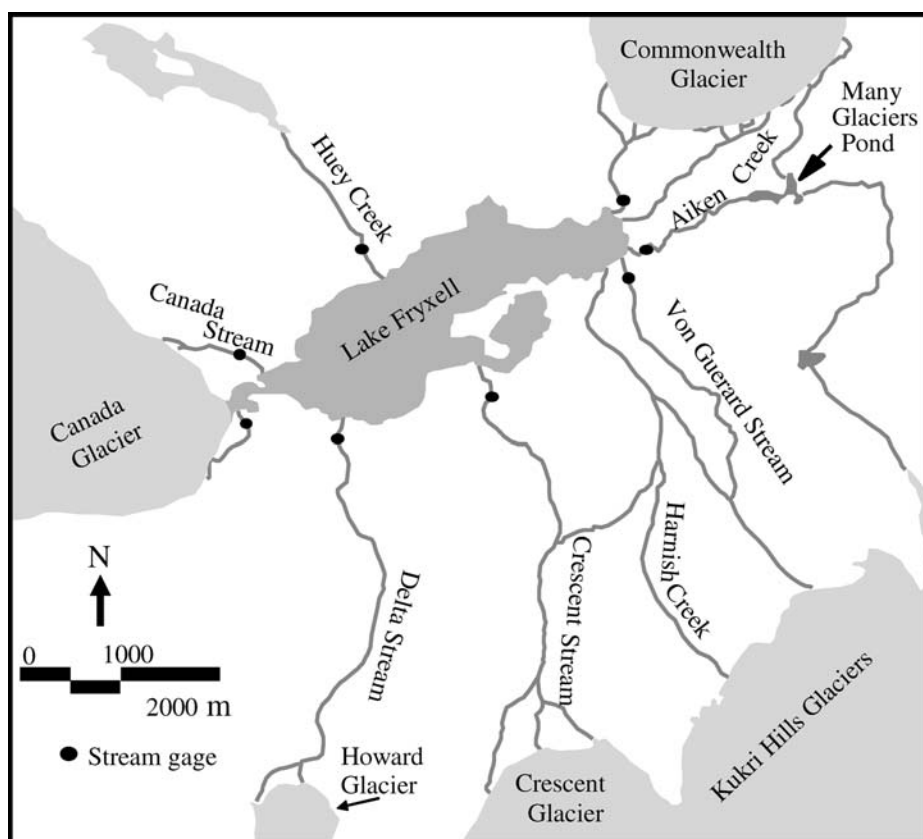 Commonwealth
Glacier
Many
Glaciers
Pond
Huey Creek
Aiken Creek
Lake Fryxell
Canada
Stream
Von Guerard Stream
Canada
Glacier
Harnish Creek
Crescent Stream
Delta Stream
N
0 1000
2000 m
Stream gage
Howard
Glacier
Crescent
Glacier
Kukri Hills Glaciers